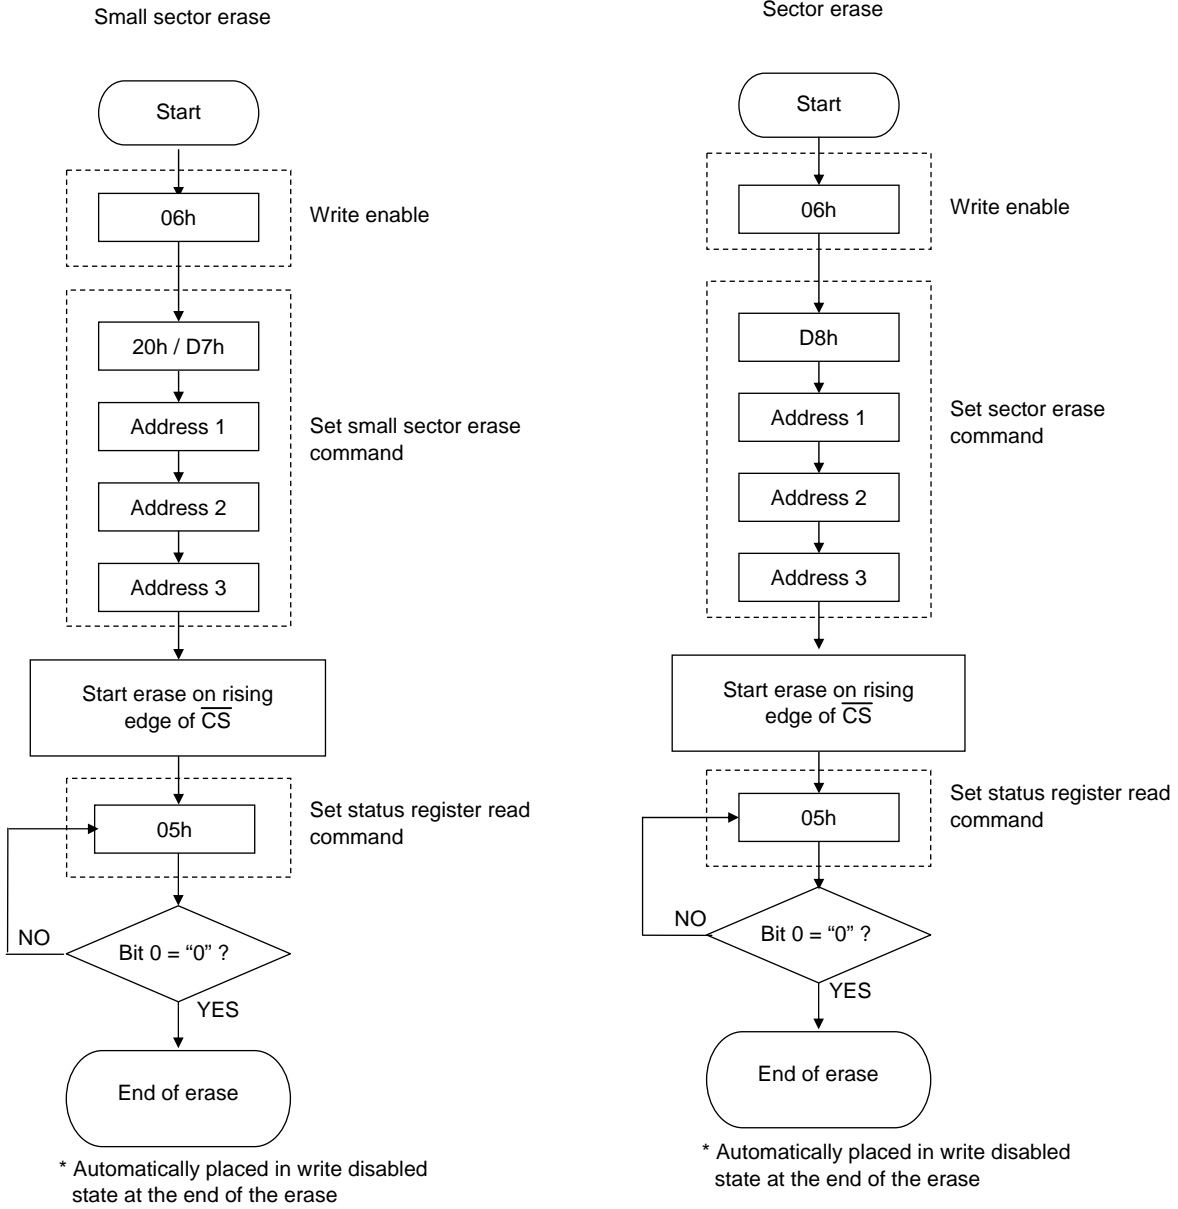 Small sector erase
Start
06h
Write enable
20h / D7h
Address 1
Set small sector erase
command
Address 2
Address 3
Start erase on rising
edge of C̅S̅
Set status register read
command
05h
NO
Bit 0 = “0” ?
YES
End of erase
* Automatically placed in write disabled
state at the end of the erase
Sector erase
Start
06h
Write enable
D8h
Address 1
Set sector erase
command
Address 2
Address 3
Start erase on rising
edge of C̅S̅
Set status register read
command
05h
NO
Bit 0 = “0” ?
YES
End of erase
* Automatically placed in write disabled
state at the end of the erase